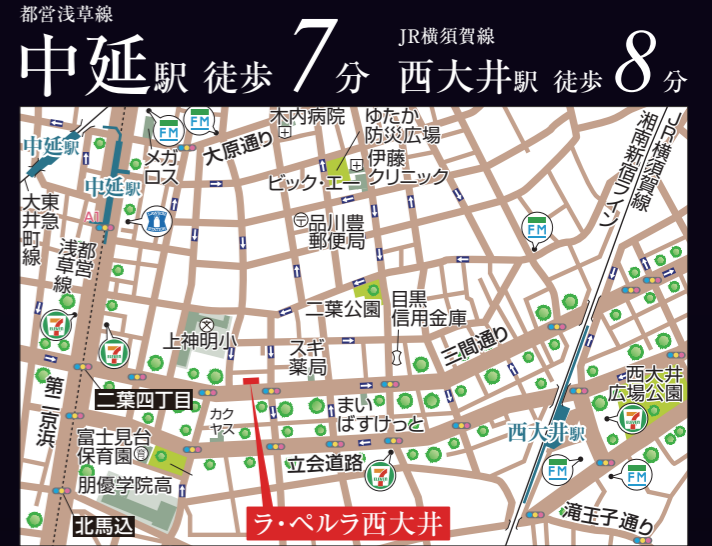 都営浅草線
中延駅 徒歩 7分
JR横須賀線
西大井駅 徒歩 8分
中延駅
中延駅
東急
大井町線
都営
浅草線
FM
FM
メガ
ロス
大原通り
木内病院
ゆたか
防災広場
伊藤
クリニック
ビック・エー
品川豊
郵便局
FM
JR横須賀線
湘南新宿ライン
二葉公園
目黒
信用金庫
三間通り
7
7
上神明小
スギ
薬局
二葉四丁目
第二京浜
カク
ヤス
まい
ばすけっと
西大井
広場公園
7
西大井駅
富士見台
保育園
朋優学院高
立会道路
7
FM
FM
滝王子通り
北馬込
ラ・ペルラ西大井